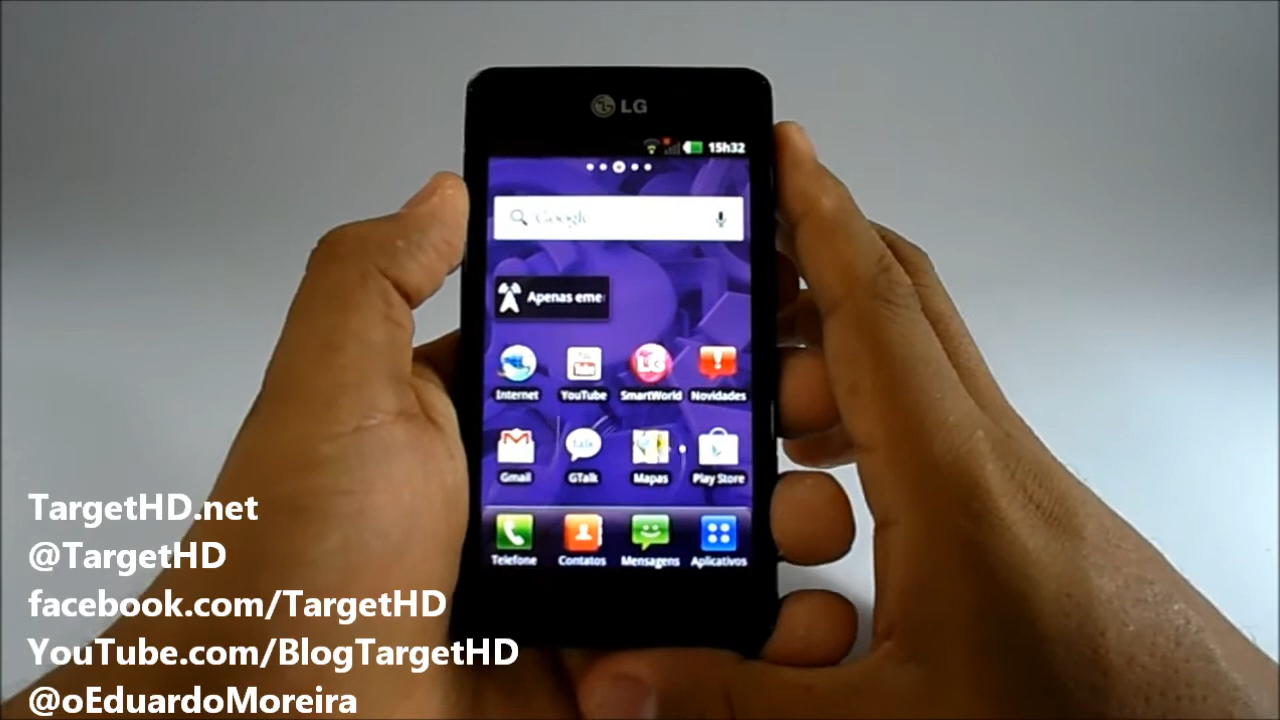 LG
15h32
Google
Apenas eme
Internet YouTube SmartWorld Novidades
Gmail GTalk Mapas Play Store
Telefone Contatos Mensagens Aplicativos
TargetHD.net
@TargetHD
facebook.com/TargetHD
YouTube.com/BlogTargetHD
@oEduardoMoreira